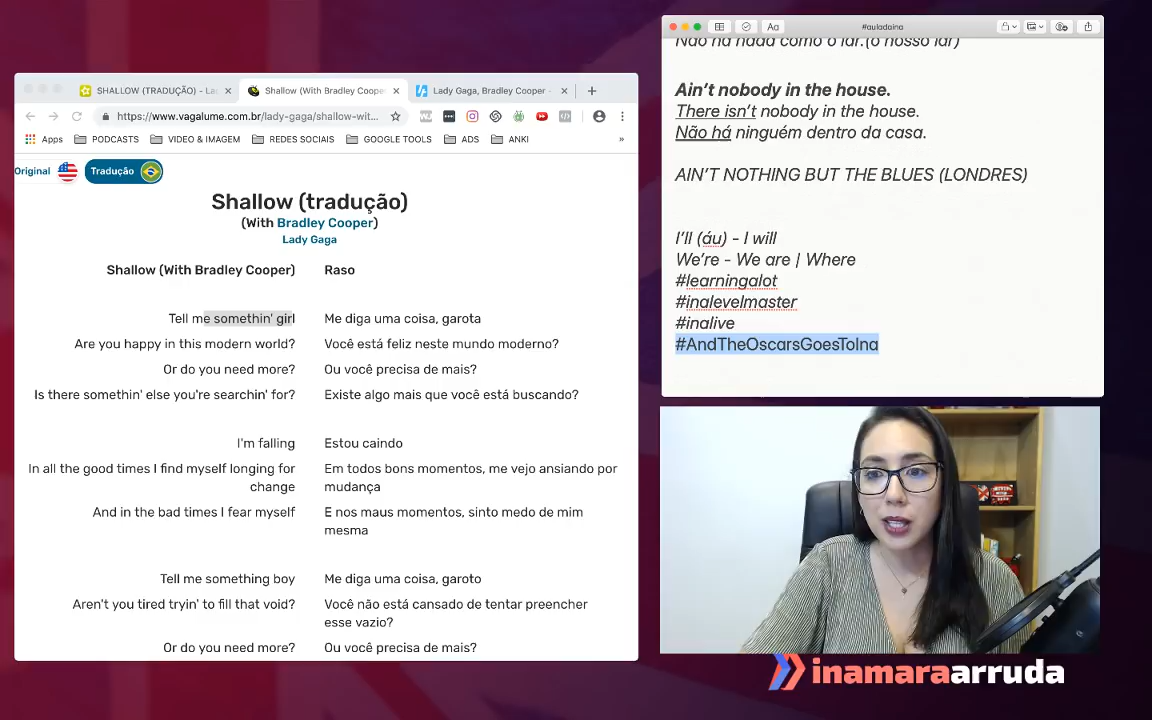 SHALLOW (TRADUÇÃO) - La
Shallow (With Bradley Cooper
Lady Gaga, Bradley Cooper -
https://www.vagalume.com.br/lady-gaga/shallow-wit...
Apps
PODCASTS
VIDEO & IMAGEM
REDES SOCIAIS
GOOGLE TOOLS
ADS
ANKI
»
Original
Tradução
Shallow (tradução)
(With Bradley Cooper)
Lady Gaga
Shallow (With Bradley Cooper)
Raso
Tell me somethin' girl
Me diga uma coisa, garota
Are you happy in this modern world?
Você está feliz neste mundo moderno?
Or do you need more?
Ou você precisa de mais?
Is there somethin' else you're searchin' for?
Existe algo mais que você está buscando?
I'm falling
Estou caindo
In all the good times I find myself longing for
change
Em todos bons momentos, me vejo ansiando por
mudança
And in the bad times I fear myself
E nos maus momentos, sinto medo de mim
mesma
Tell me something boy
Me diga uma coisa, garoto
Aren't you tired tryin' to fill that void?
Você não está cansado de tentar preencher
esse vazio?
Or do you need more?
Ou você precisa de mais?
Aa
#auladaina
Não há nada como o lar.(o nosso lar)
Ain't nobody in the house.
There isn't nobody in the house.
Não há ninguém dentro da casa.
AIN'T NOTHING BUT THE BLUES (LONDRES)
I'll (áu) - I will
We're - We are | Where
#learningalot
#inalevelmaster
#inalive
#AndTheOscarsGoesToIna
inamaraarruda